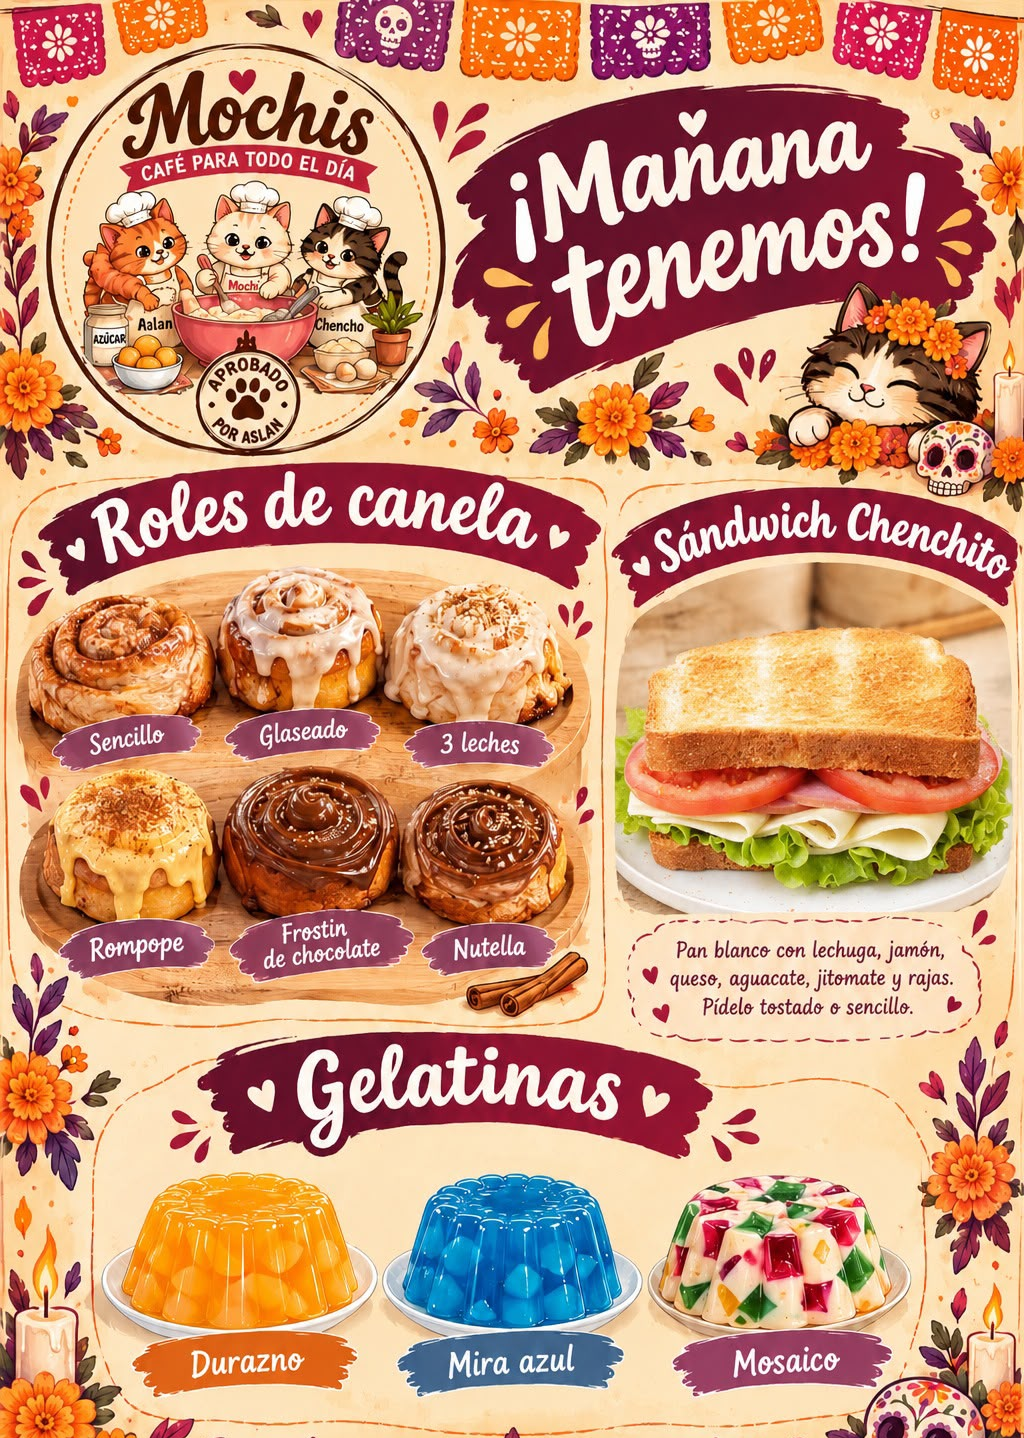 Mochis
CAFÉ PARA TODO EL DÍA
Mochi
Aalan
Chencho
AZÚCAR
APROBADO
POR ASLAN
¡Mañana
tenemos!
Roles de canela
Sencillo
Glaseado
3 leches
Rompope
Frostin
de chocolate
Nutella
Sándwich Chenchito
Pan blanco con lechuga, jamón,
queso, aguacate, jitomate y rajas.
Pídelo tostado o sencillo.
Gelatinas
Durazno
Mira azul
Mosaico